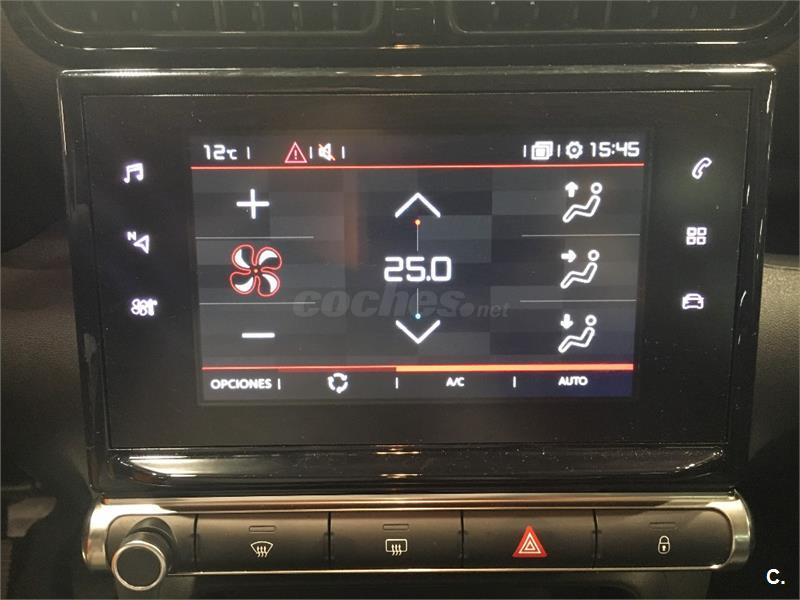 12°C
15:45
N
25.0
coches.net
OPCIONES
A/C
AUTO
C.